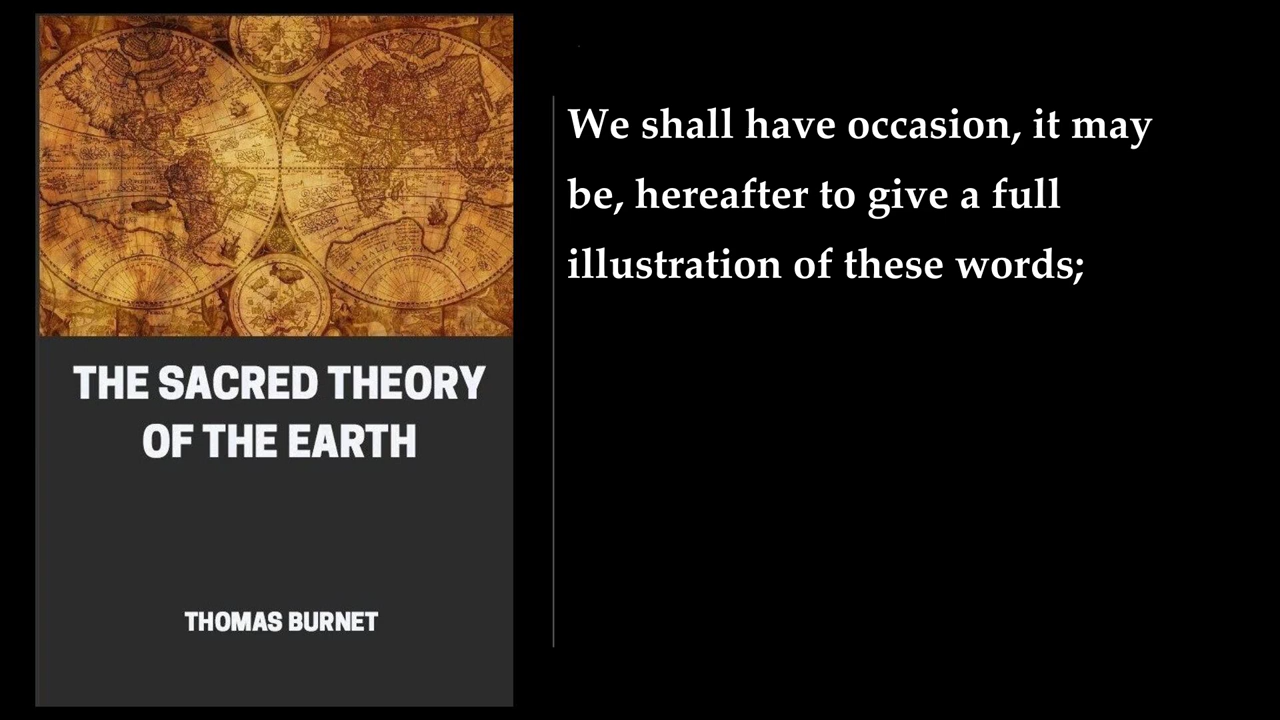 THE SACRED THEORY
OF THE EARTH
THOMAS BURNET
We shall have occasion, it may
be, hereafter to give a full
illustration of these words;